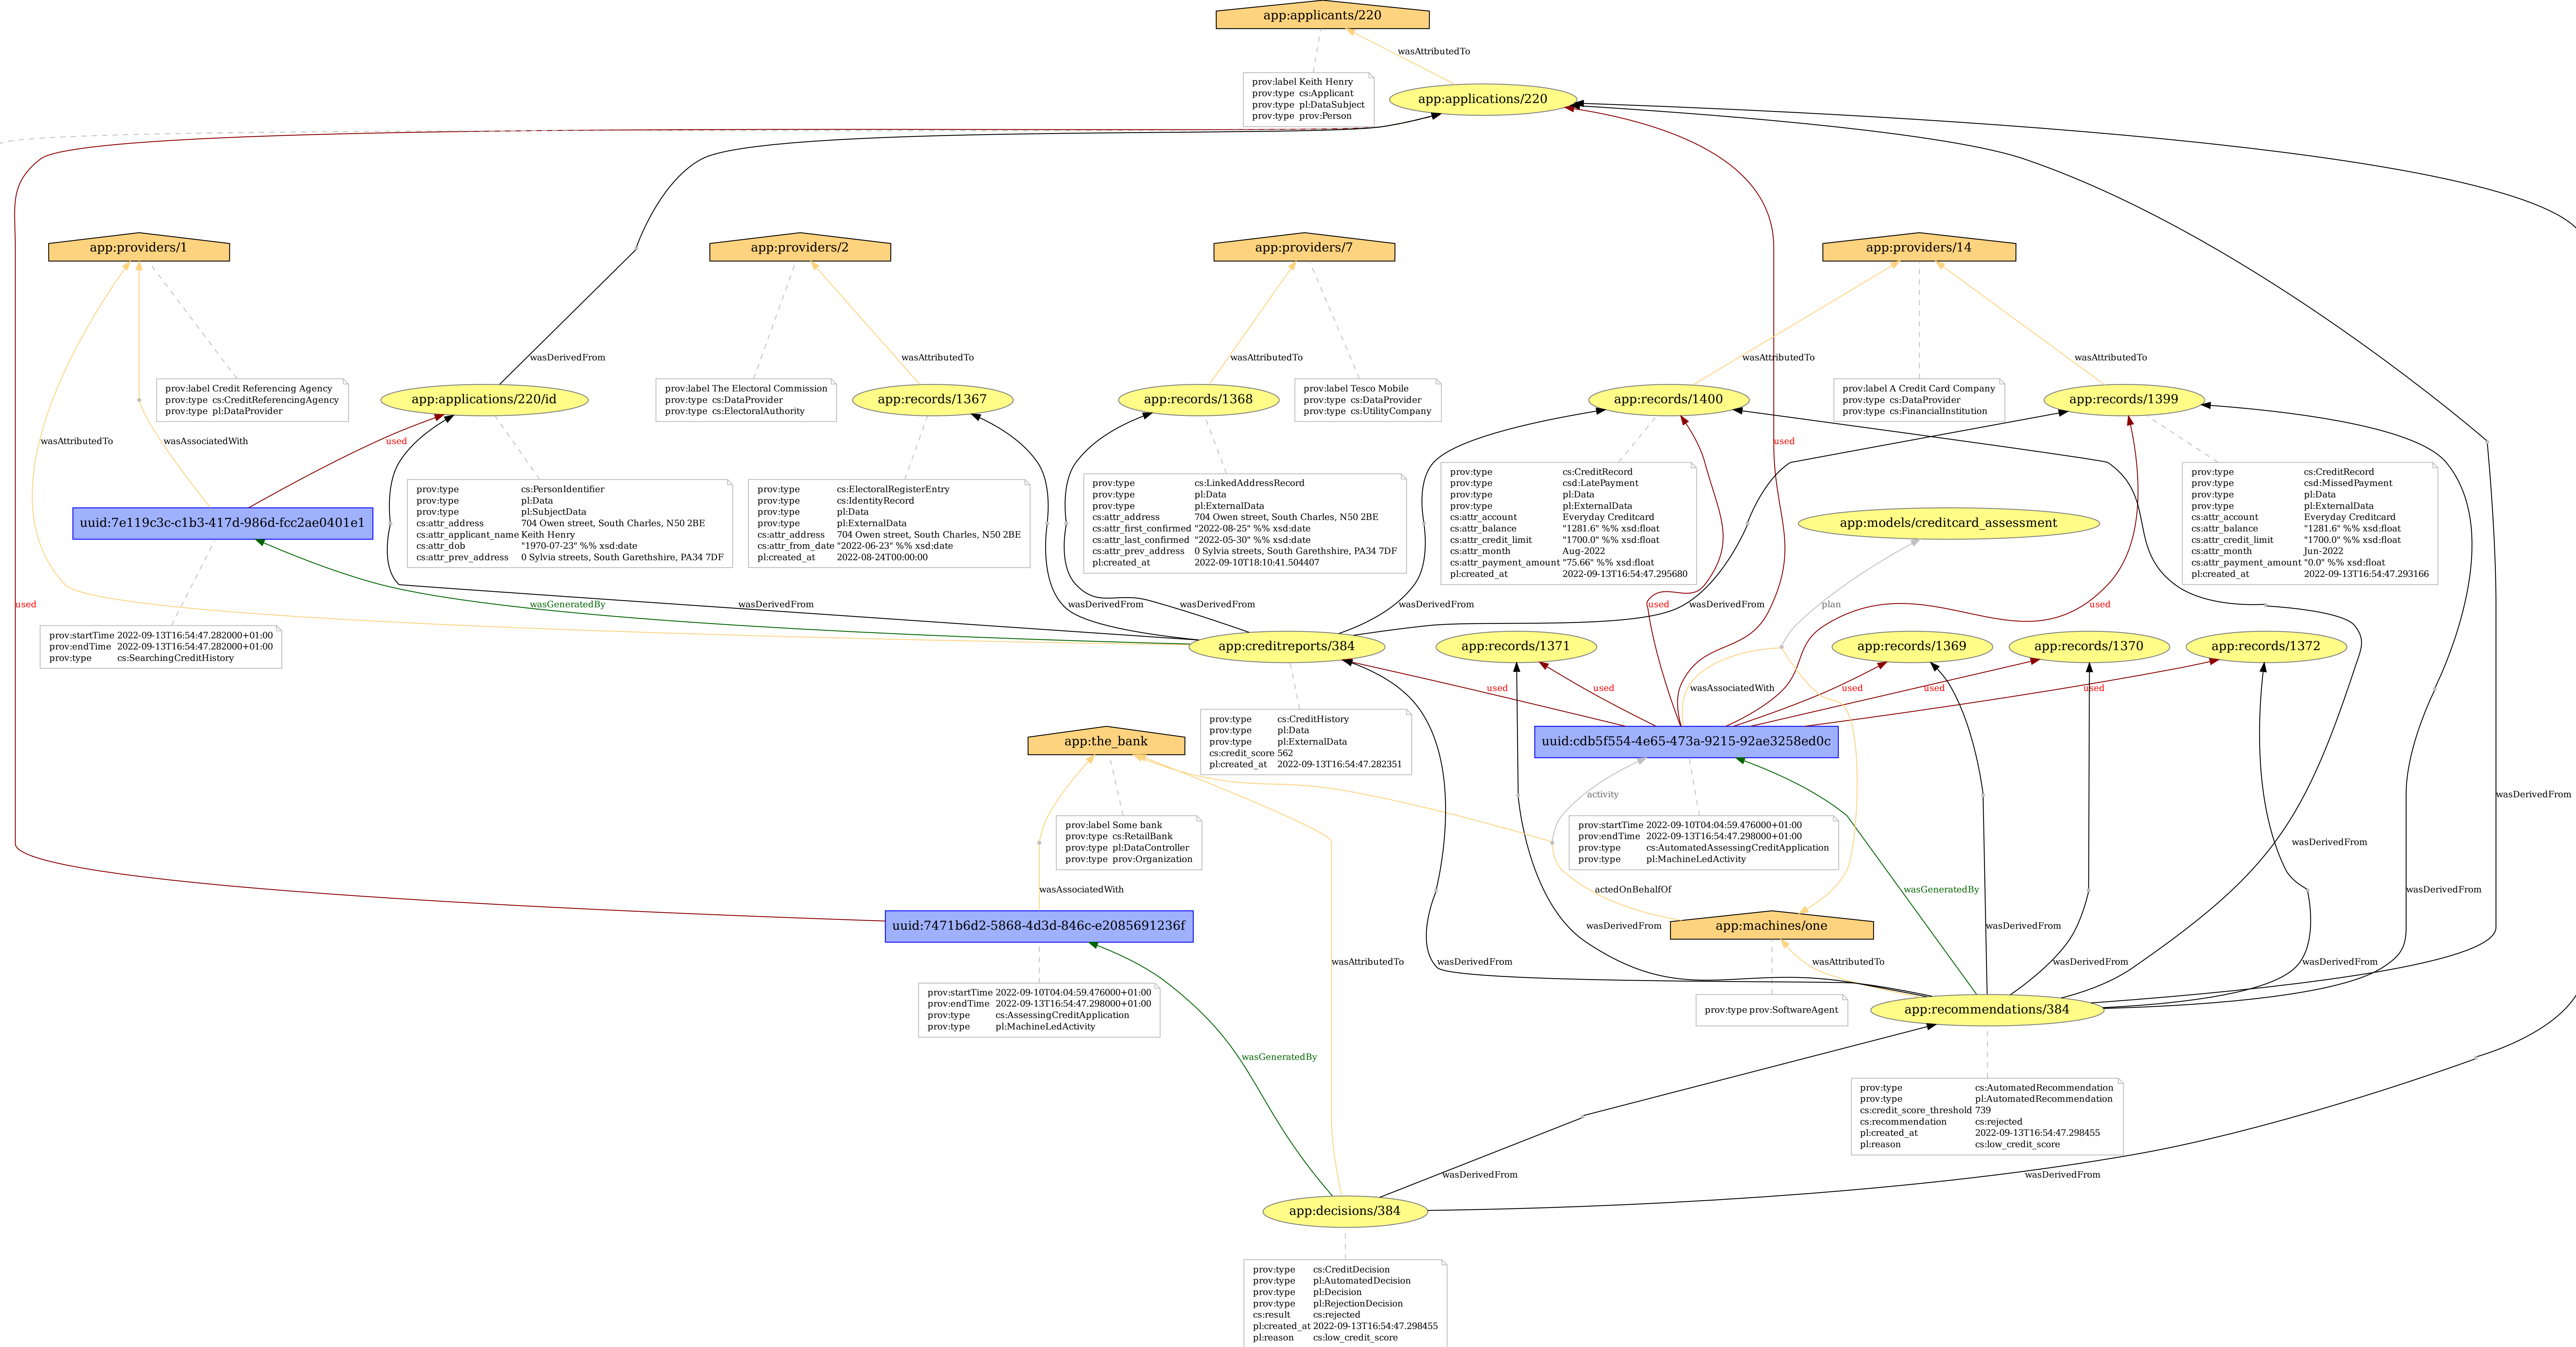 app:applicants/220
wasAttributedTo
prov:label Keith Henry
prov:type cs:Applicant
prov:type pl:DataSubject
prov:type prov:Person
app:applications/220
app:providers/1
app:providers/2
app:providers/7
app:providers/14
wasDerivedFrom
wasAttributedTo
wasAttributedTo
wasAttributedTo
wasAttributedTo
prov:label Credit Referencing Agency
prov:type cs:CreditReferencingAgency
prov:type pl:DataProvider
app:applications/220/id
prov:label The Electoral Commission
prov:type cs:DataProvider
prov:type cs:ElectoralAuthority
app:records/1367
app:records/1368
prov:label Tesco Mobile
prov:type cs:DataProvider
prov:type cs:UtilityCompany
app:records/1400
prov:label A Credit Card Company
prov:type cs:DataProvider
prov:type cs:FinancialInstitution
app:records/1399
wasAttributedTo
wasAssociatedWith
used
used
uuid:7e119c3c-c1b3-417d-986d-fcc2ae0401e1
prov:type cs:PersonIdentifier
prov:type pl:Data
prov:type pl:SubjectData
cs:attr_address 704 Owen street, South Charles, N50 2BE
cs:attr_applicant_name Keith Henry
cs:attr_dob "1970-07-23" %% xsd:date
cs:attr_prev_address 0 Sylvia streets, South Garethshire, PA34 7DF
prov:type cs:ElectoralRegisterEntry
prov:type cs:IdentityRecord
prov:type pl:Data
prov:type pl:ExternalData
cs:attr_address 704 Owen street, South Charles, N50 2BE
cs:attr_from_date "2022-06-23" %% xsd:date
pl:created_at 2022-08-24T00:00:00
prov:type cs:LinkedAddressRecord
prov:type pl:Data
prov:type pl:ExternalData
cs:attr_address 704 Owen street, South Charles, N50 2BE
cs:attr_first_confirmed "2022-08-25" %% xsd:date
cs:attr_last_confirmed "2022-05-30" %% xsd:date
cs:attr_prev_address 0 Sylvia streets, South Garethshire, PA34 7DF
pl:created_at 2022-09-10T18:10:41.504407
prov:type cs:CreditRecord
prov:type csd:LatePayment
prov:type pl:Data
prov:type pl:ExternalData
cs:attr_account Everyday Creditcard
cs:attr_balance "1281.6" %% xsd:float
cs:attr_credit_limit "1700.0" %% xsd:float
cs:attr_month Aug-2022
cs:attr_payment_amount "75.66" %% xsd:float
pl:created_at 2022-09-13T16:54:47.295680
app:models/creditcard_assessment
prov:type cs:CreditRecord
prov:type csd:MissedPayment
prov:type pl:Data
prov:type pl:ExternalData
cs:attr_account Everyday Creditcard
cs:attr_balance "1281.6" %% xsd:float
cs:attr_credit_limit "1700.0" %% xsd:float
cs:attr_month Jun-2022
cs:attr_payment_amount "0.0" %% xsd:float
pl:created_at 2022-09-13T16:54:47.293166
used
wasGeneratedBy
wasDerivedFrom
wasDerivedFrom
wasDerivedFrom
wasDerivedFrom
used
wasDerivedFrom
plan
used
prov:startTime 2022-09-13T16:54:47.282000+01:00
prov:endTime 2022-09-13T16:54:47.282000+01:00
prov:type cs:SearchingCreditHistory
app:creditreports/384
app:records/1371
app:records/1369
app:records/1370
app:records/1372
used
used
wasAssociatedWith
used
used
used
prov:type cs:CreditHistory
prov:type pl:Data
prov:type pl:ExternalData
cs:credit_score 562
pl:created_at 2022-09-13T16:54:47.282351
app:the_bank
uuid:cdb5f554-4e65-473a-9215-92ae3258ed0c
activity
wasDerivedFrom
prov:label Some bank
prov:type cs:RetailBank
prov:type pl:DataController
prov:type prov:Organization
prov:startTime 2022-09-10T04:04:59.476000+01:00
prov:endTime 2022-09-13T16:54:47.298000+01:00
prov:type cs:AutomatedAssessingCreditApplication
prov:type pl:MachineLedActivity
wasDerivedFrom
wasAssociatedWith
actedOnBehalfOf
wasGeneratedBy
wasDerivedFrom
uuid:7471b6d2-5868-4d3d-846c-e2085691236f
wasDerivedFrom
app:machines/one
wasDerivedFrom
wasAttributedTo
wasDerivedFrom
wasAttributedTo
wasDerivedFrom
wasDerivedFrom
prov:startTime 2022-09-10T04:04:59.476000+01:00
prov:endTime 2022-09-13T16:54:47.298000+01:00
prov:type cs:AssessingCreditApplication
prov:type pl:MachineLedActivity
prov:type prov:SoftwareAgent
app:recommendations/384
wasGeneratedBy
prov:type cs:AutomatedRecommendation
prov:type pl:AutomatedRecommendation
cs:credit_score_threshold 739
cs:recommendation cs:rejected
pl:created_at 2022-09-13T16:54:47.298455
pl:reason cs:low_credit_score
wasDerivedFrom
wasDerivedFrom
app:decisions/384
prov:type cs:CreditDecision
prov:type pl:AutomatedDecision
prov:type pl:Decision
prov:type pl:RejectionDecision
cs:result cs:rejected
pl:created_at 2022-09-13T16:54:47.298455
pl:reason cs:low_credit_score